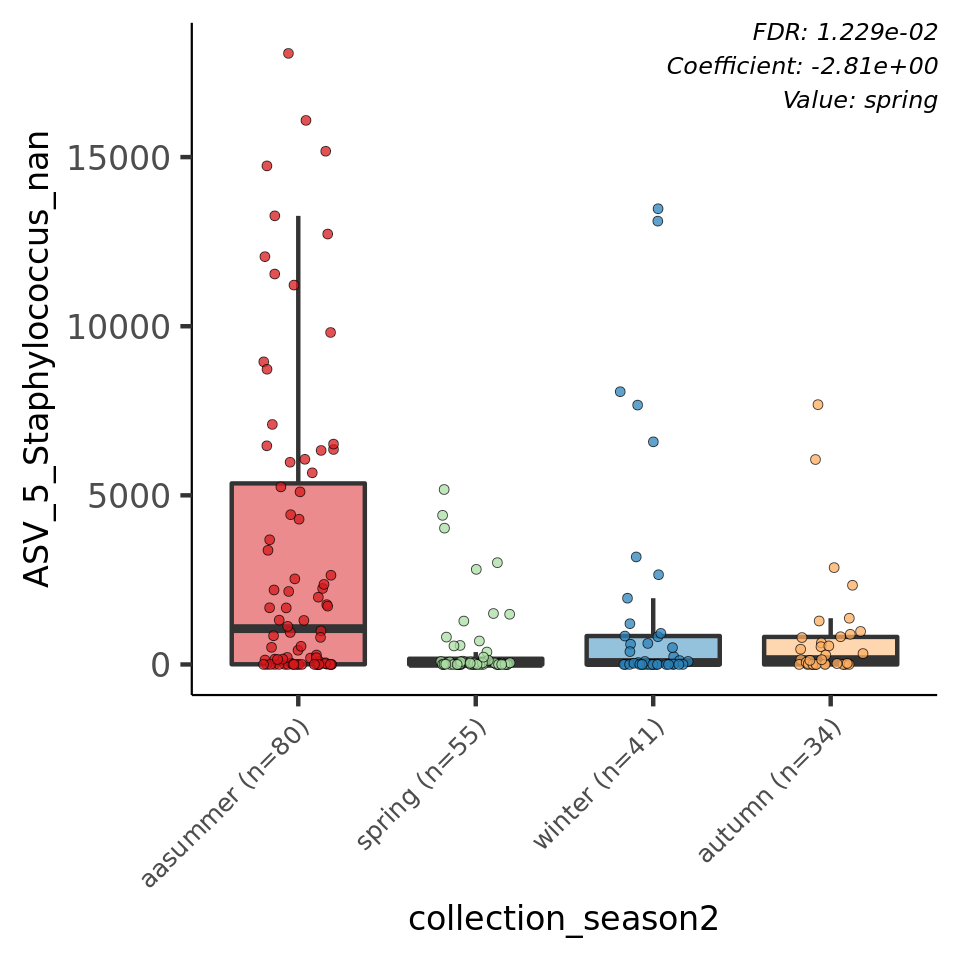 FDR: 1.229e-02
Coefficient: -2.81e+00
Value: spring
ASV_5_Staphylococcus_nan
15000
10000
5000
0
aasummer (n=80)
spring (n=55)
winter (n=41)
autumn (n=34)
collection_season2